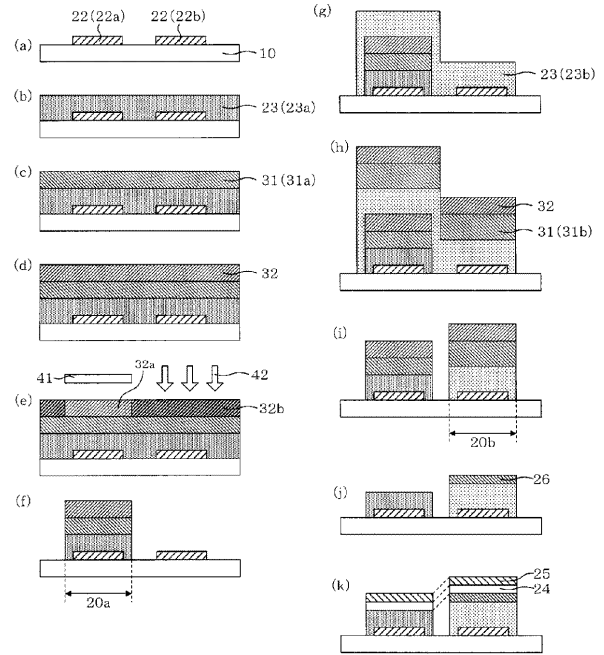 22(22a) 22(22b)
(a)
10
(b)
23(23a)
(c)
31(31a)
(d)
32
41
32a
42
(e)
32b
(f)
20a
(g)
23(23b)
(h)
32
31(31b)
(i)
20b
(j)
26
(k)
25
24